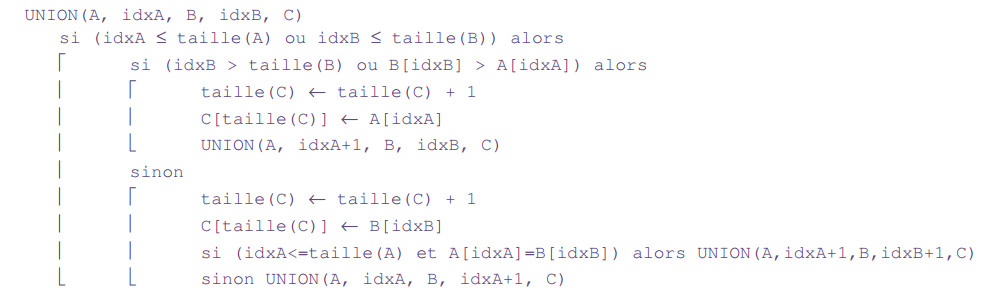 UNION(A, idxA, B, idxB, C)
si (idxA ≤ taille(A) ou idxB ≤ taille(B)) alors
si (idxB > taille(B) ou B[idxB] > A[idxA]) alors
taille(C) ← taille(C) + 1
C[taille(C)] ← A[idxA]
UNION(A, idxA+1, B, idxB, C)
sinon
taille(C) ← taille(C) + 1
C[taille(C)] ← B[idxB]
si (idxA<=taille(A) et A[idxA]=B[idxB]) alors UNION(A,idxA+1,B,idxB+1,C)
sinon UNION(A, idxA, B, idxA+1, C)